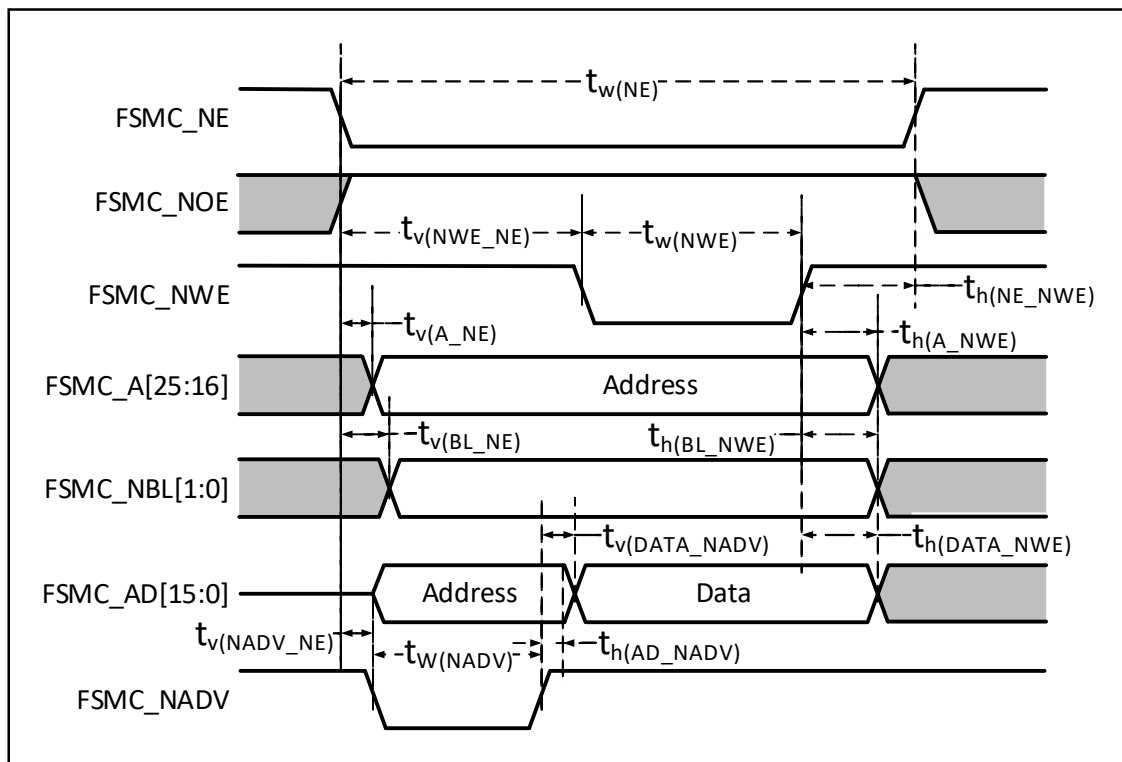 tw(NE)
FSMC_NE
FSMC_NOE
tv(NWE_NE) tw(NWE)
FSMC_NWE
th(NE_NWE)
tv(A_NE) th(A_NWE)
FSMC_A[25:16] Address
tv(BL_NE) th(BL_NWE)
FSMC_NBL[1:0]
tv(DATA_NADV) th(DATA_NWE)
FSMC_AD[15:0] Address Data
tv(NADV_NE) tW(NADV) th(AD_NADV)
FSMC_NADV